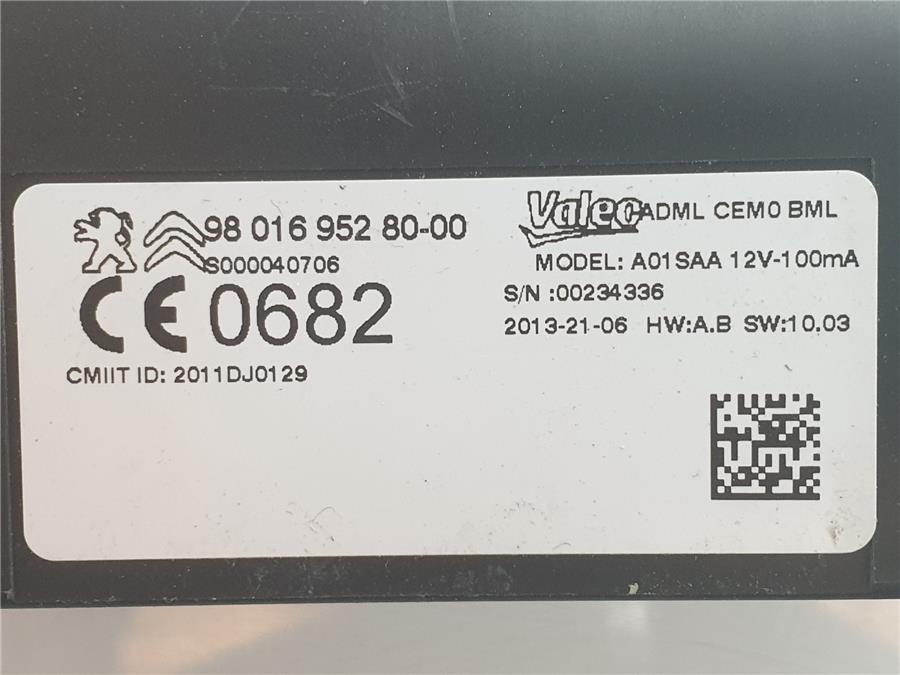 98 016 952 80-00
S000040706
CE 0682
CMIIT ID: 2011DJ0129
Valeo ADML CEM0 BML
MODEL: A01SAA 12V-100mA
S/N :00234336
2013-21-06 HW:A.B SW:10.03